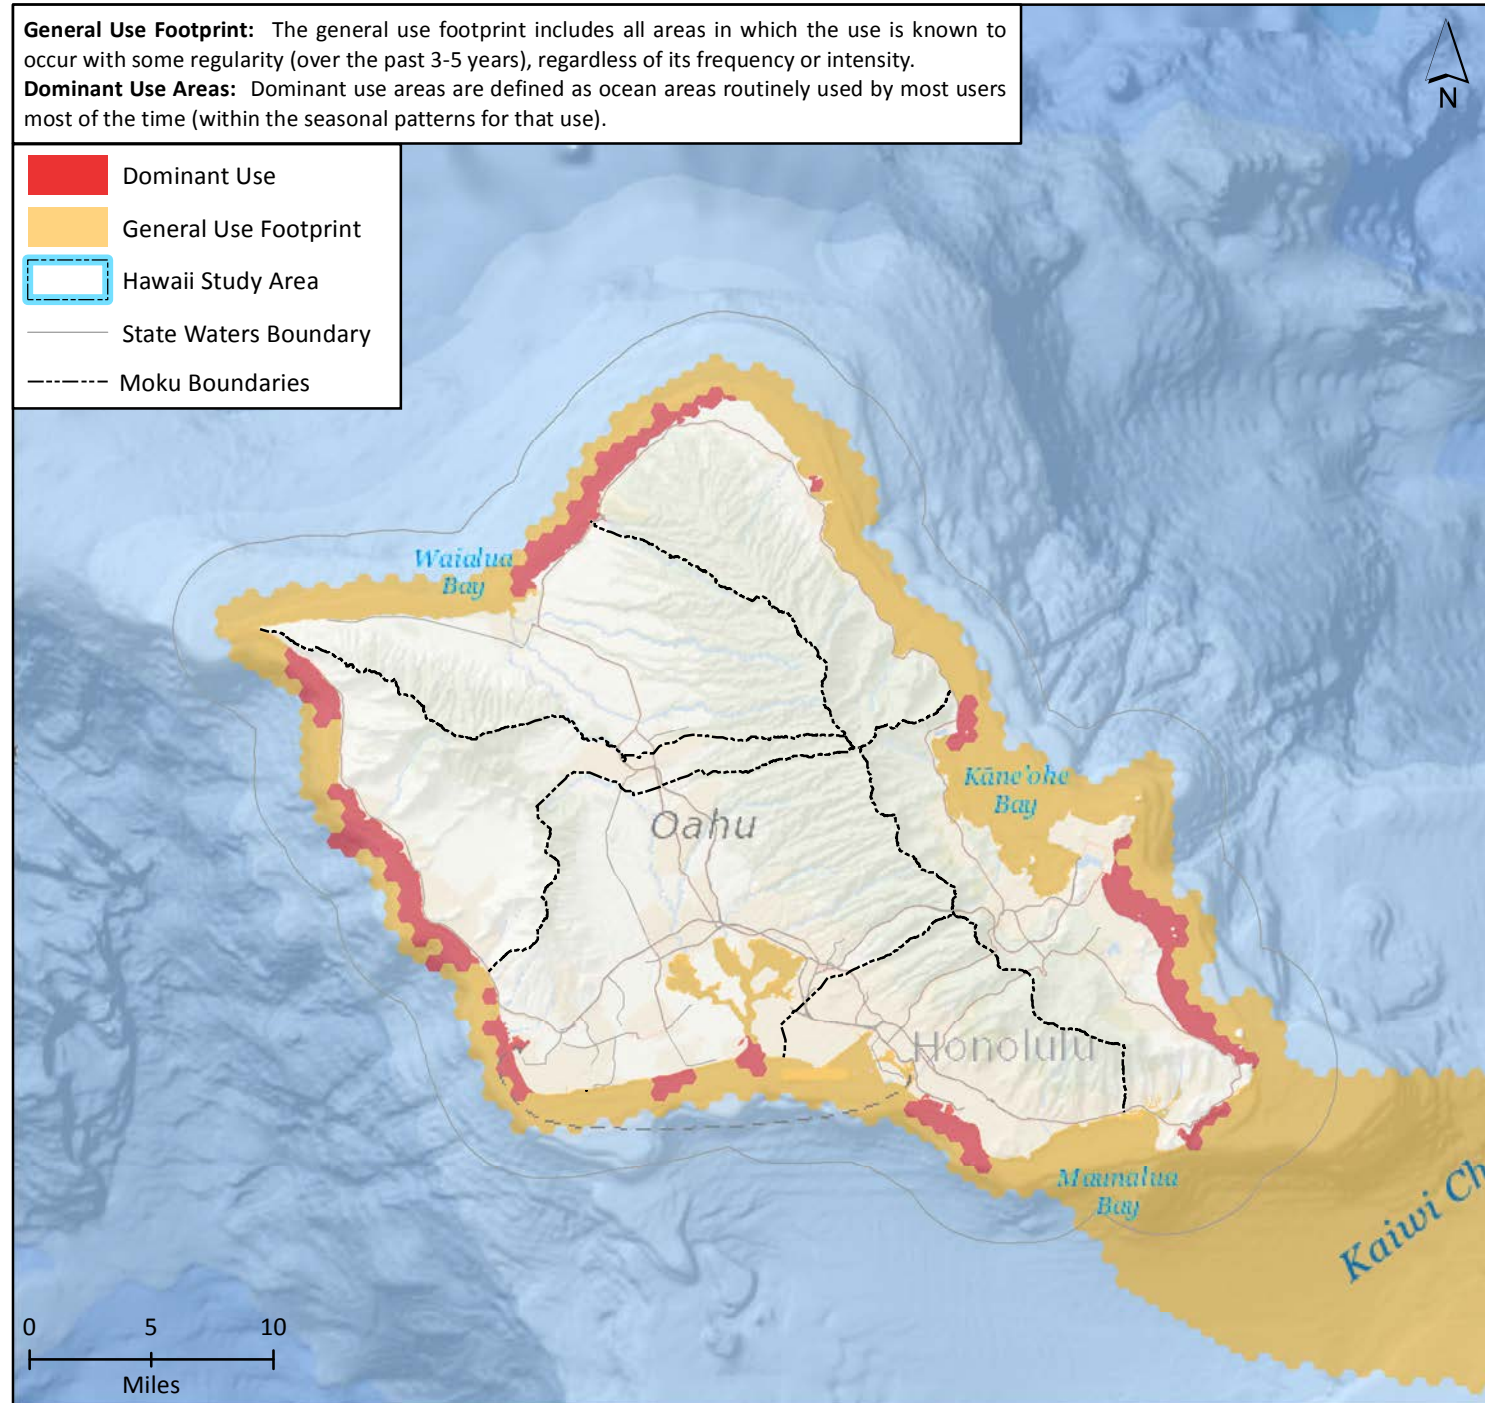 General Use Footprint: The general use footprint includes all areas in which the use is known to
occur with some regularity (over the past 3-5 years), regardless of its frequency or intensity.
Dominant Use Areas: Dominant use areas are defined as ocean areas routinely used by most users
most of the time (within the seasonal patterns for that use).
N
Dominant Use
General Use Footprint
Hawaii Study Area
State Waters Boundary
Moku Boundaries
Waialua
Bay
Kāne'ohe
Bay
Oahu
Honolulu
Maunalua
Bay
Kaiwi Ch
0 5 10
Miles